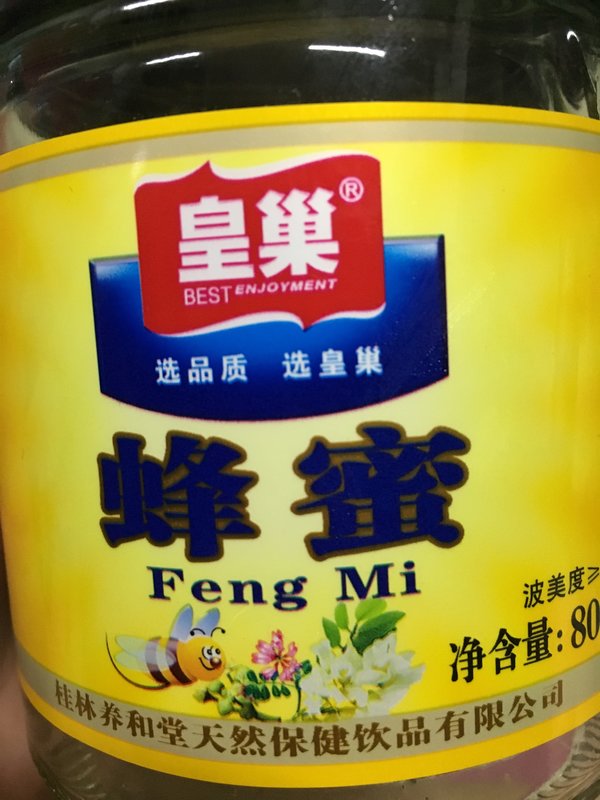 皇巢®
BEST ENJOYMENT
选品质 选皇巢
蜂蜜
Feng Mi
波美度≥
净含量:80
桂林养和堂天然保健饮品有限公司